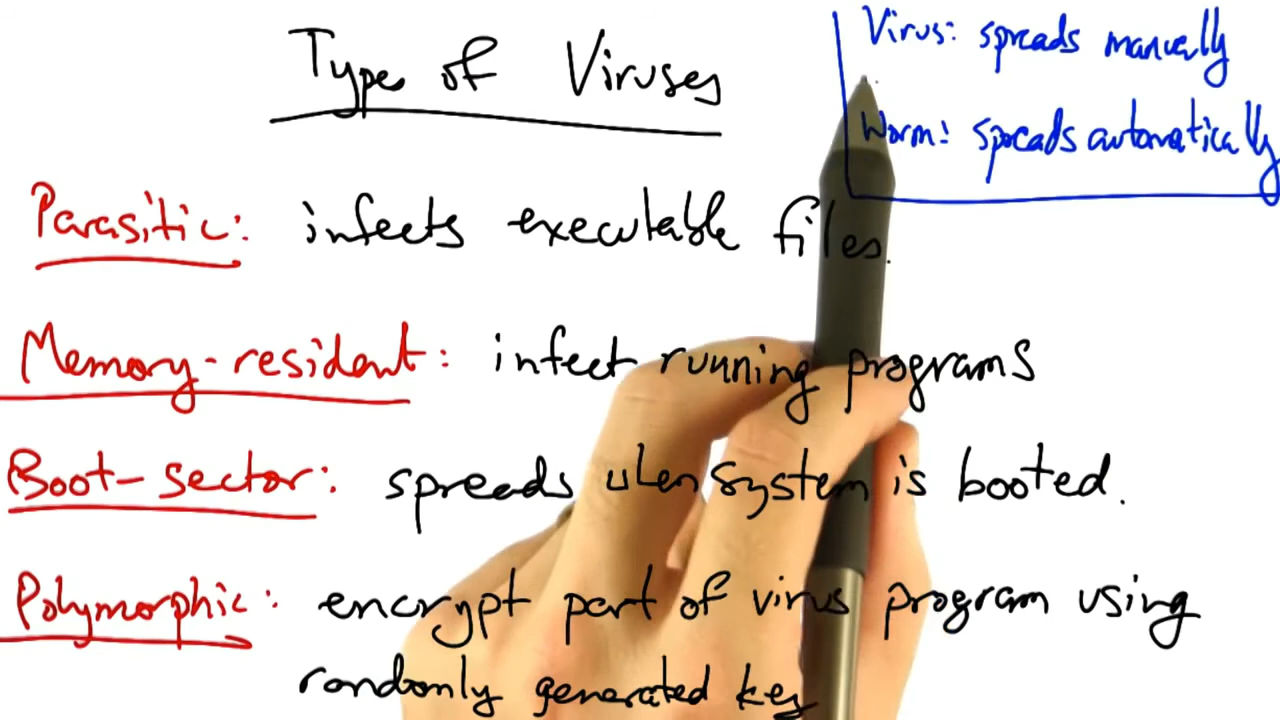 Types of Viruses
Virus: spreads manually
Worm: spreads automatically
Parasitic: infects executable files.
Memory-resident: infect running programs
Boot-sector: spreads when system is booted.
Polymorphic: encrypt part of virus program using
randomly generated key